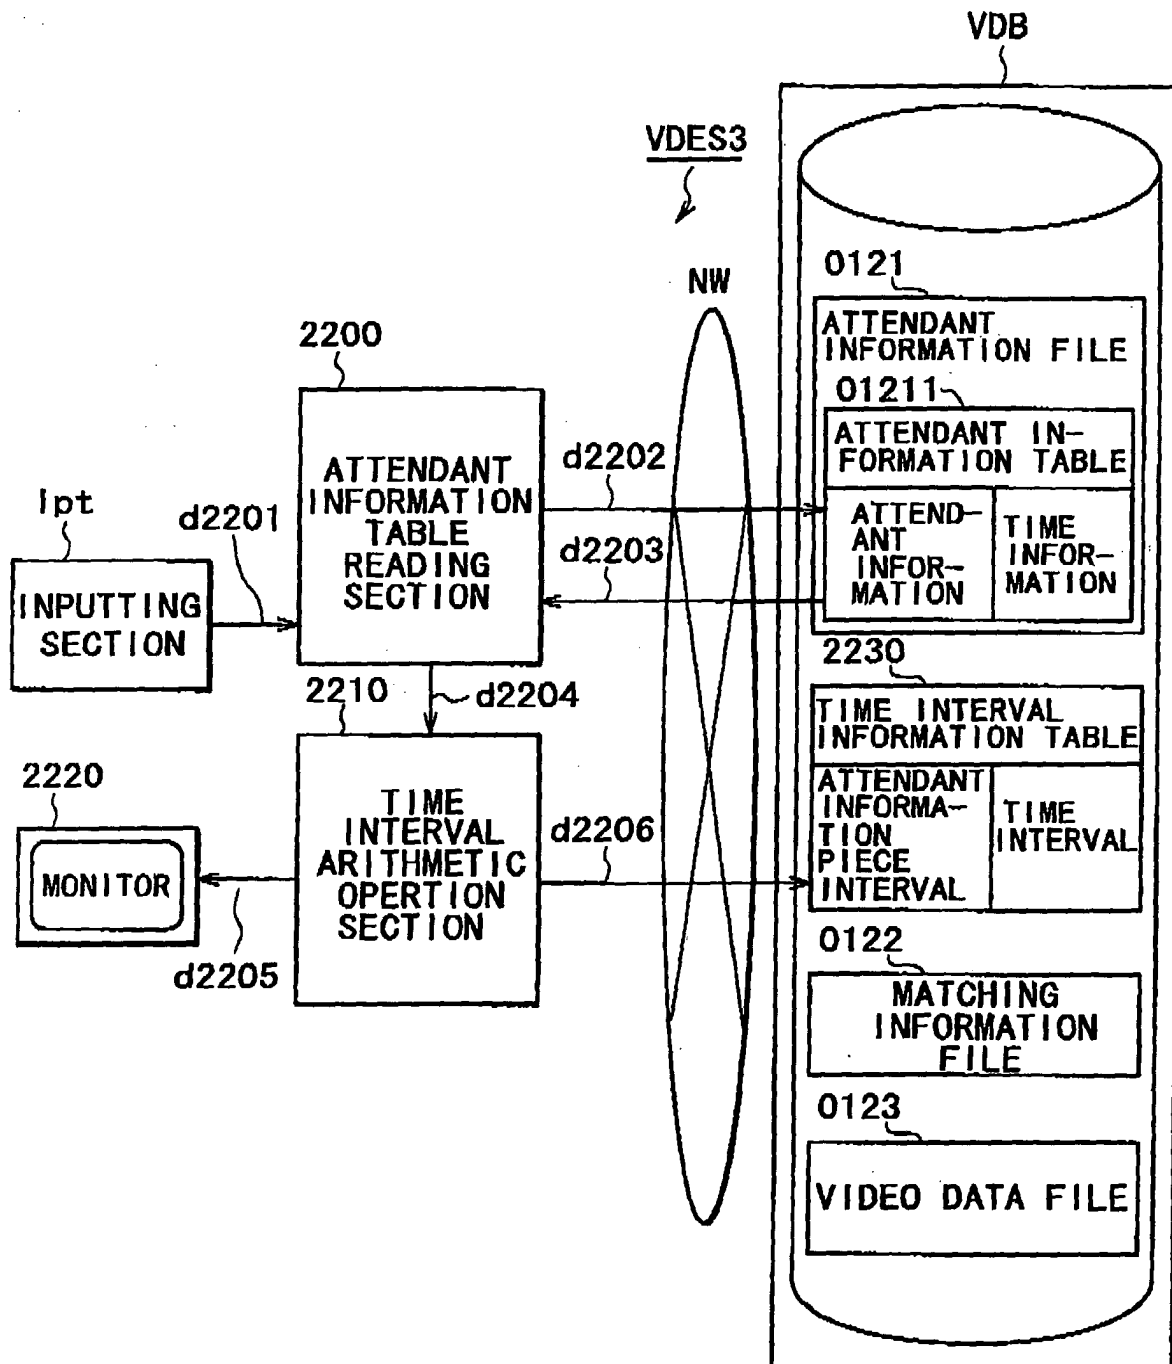 VDB
VDES3
0121
NW
ATTENDANT
INFORMATION FILE
2200
01211
ATTENDANT IN-
FORMATION TABLE
d2202
ATTENDANT
INFORMATION
TABLE
READING
SECTION
Ipt
d2201
ATTEND-
ANT
INFOR-
MATION
TIME
INFOR-
MATION
d2203
INPUTTING
SECTION
2230
2210
d2204
TIME INTERVAL
INFORMATION TABLE
2220
ATTENDANT
INFORMA-
TION
PIECE
INTERVAL
TIME
INTERVAL
TIME
INTERVAL
ARITHMETIC
OPERTION
SECTION
d2206
MONITOR
0122
d2205
MATCHING
INFORMATION
FILE
0123
VIDEO DATA FILE